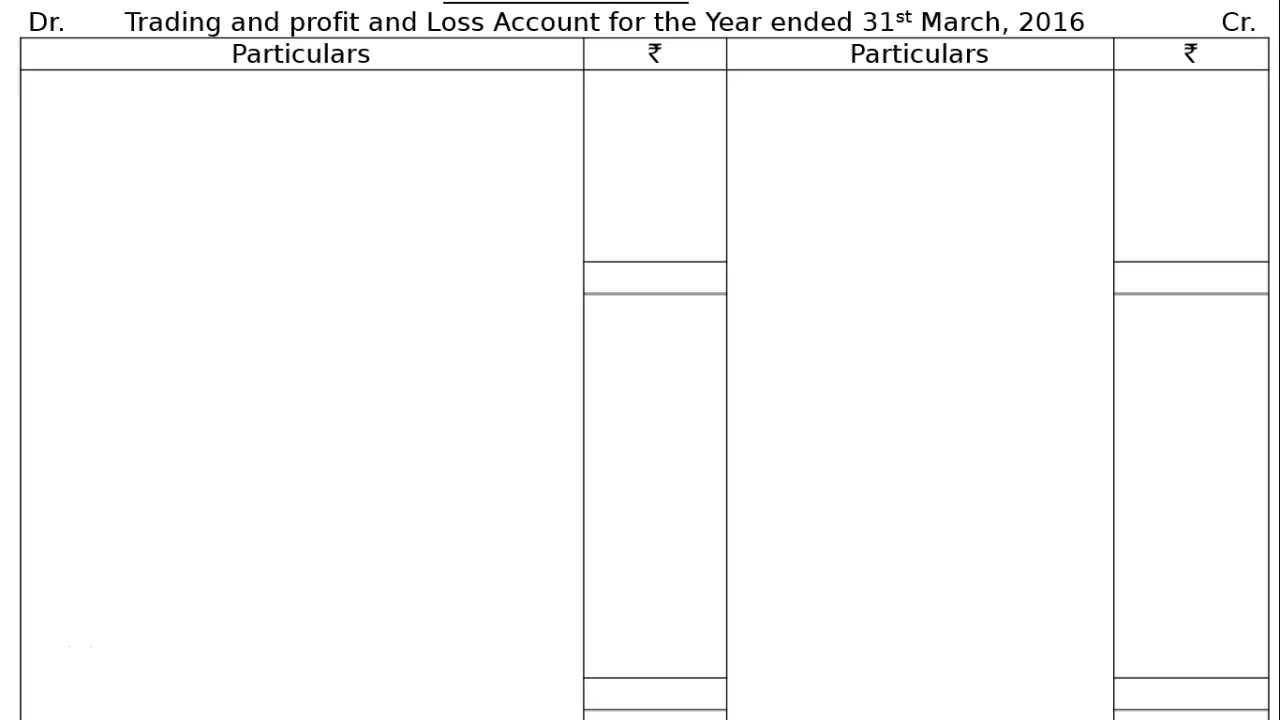 Dr. Trading and profit and Loss Account for the Year ended 31st March, 2016 Cr.
Particulars ₹ Particulars ₹